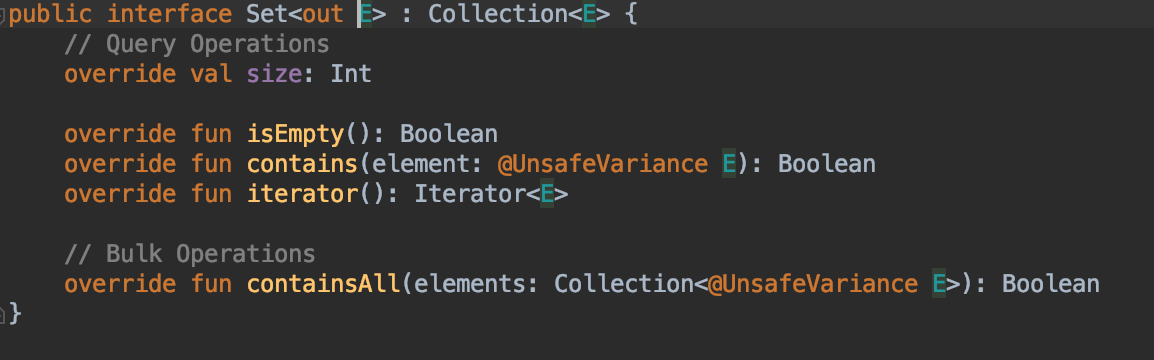 public interface Set<out E> : Collection<E> {
// Query Operations
override val size: Int
override fun isEmpty(): Boolean
override fun contains(element: @UnsafeVariance E): Boolean
override fun iterator(): Iterator<E>
// Bulk Operations
override fun containsAll(elements: Collection<@UnsafeVariance E>): Boolean
}